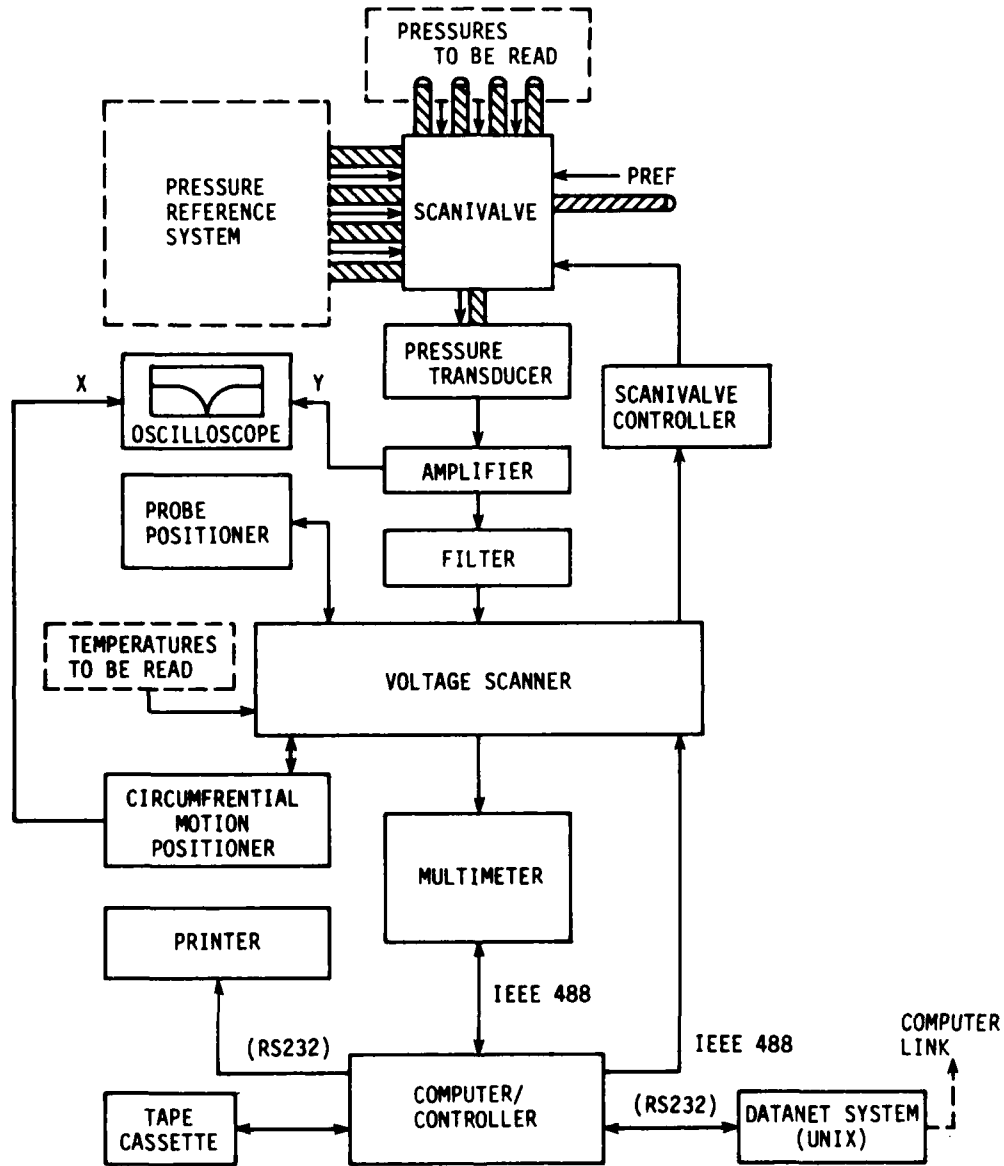 PRESSURES
TO BE READ
PRESSURE
REFERENCE
SYSTEM
SCANIVALVE
PREF
PRESSURE
TRANSDUCER
X
Y
OSCILLOSCOPE
SCANIVALVE
CONTROLLER
AMPLIFIER
PROBE
POSITIONER
FILTER
TEMPERATURES
TO BE READ
VOLTAGE SCANNER
CIRCUMFRENTIAL
MOTION
POSITIONER
MULTIMETER
PRINTER
IEEE 488
(RS232)
IEEE 488
COMPUTER
LINK
COMPUTER/
CONTROLLER
(RS232)
TAPE
CASSETTE
DATANET SYSTEM
(UNIX)